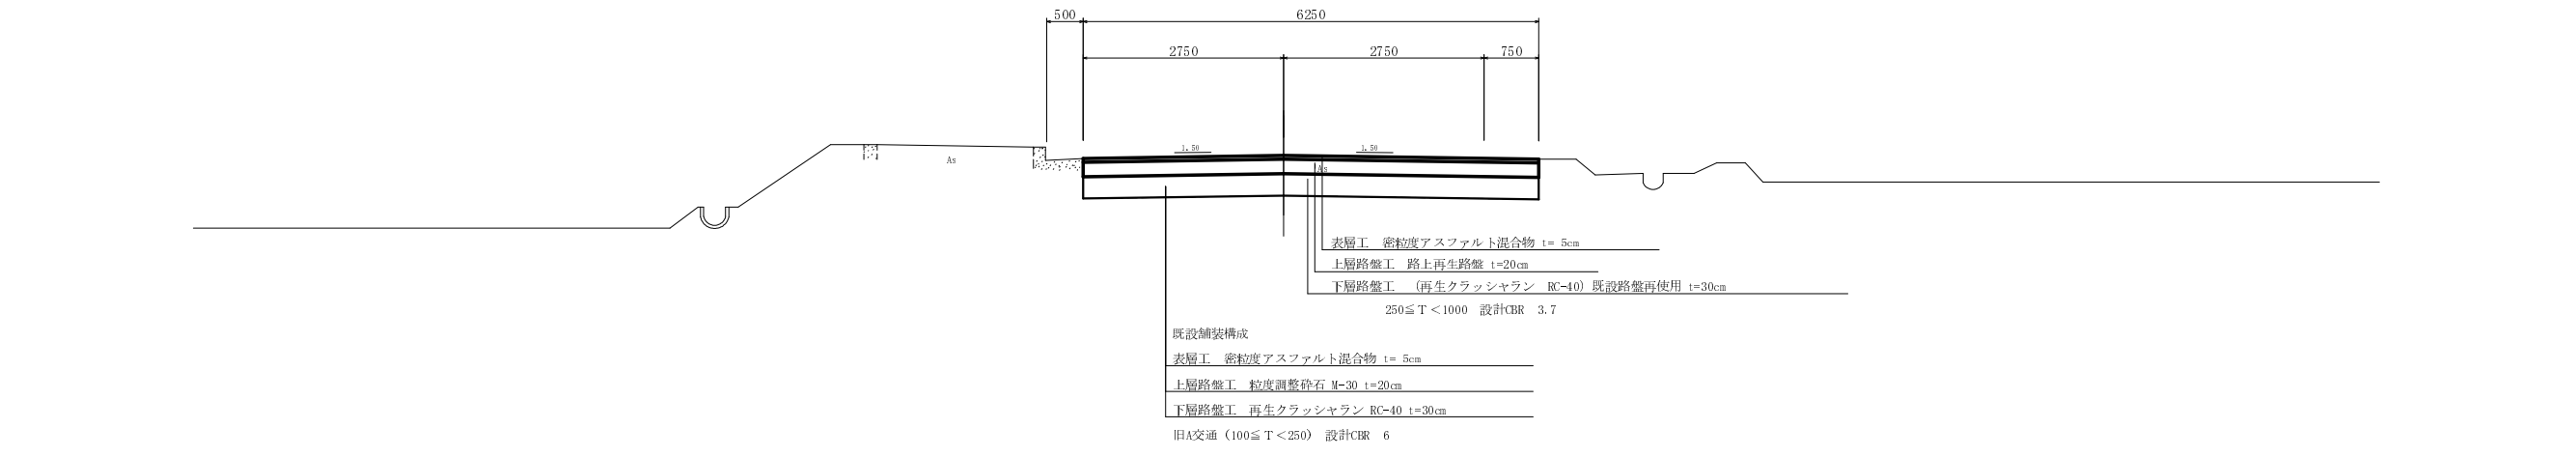 500
6250
2750
2750
750
1.50
1.50
As
As
表層工　密粒度アスファルト混合物 t= 5cm
上層路盤工　路上再生路盤 t=20cm
下層路盤工　(再生クラッシャラン　RC-40) 既設路盤再使用 t=30cm
250≦T＜1000　設計CBR　3.7
既設舗装構成
表層工　密粒度アスファルト混合物 t= 5cm
上層路盤工　粒度調整砕石 M-30 t=20cm
下層路盤工　再生クラッシャラン RC-40 t=30cm
旧A交通 (100≦T＜250)　設計CBR　6